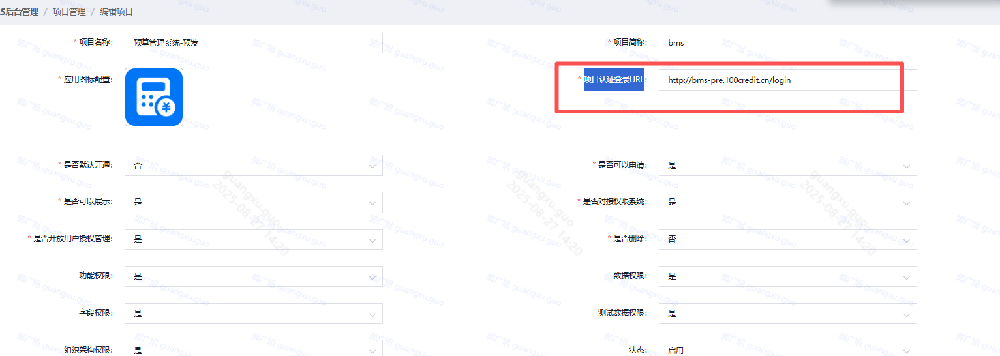 S后台管理 / 项目管理 / 编辑项目
* 项目名称: 预算管理系统-预发 * 项目简称: bms
* 应用图标配置: * 项目认证登录URL: http://bms-pre.100credit.cn/login
* 是否默认开通: 否 * 是否可以申请: 是
* 是否可以展示: 是 * 是否对接权限系统: 是
* 是否开放用户授权管理: 是 * 是否删除: 否
功能权限: 是 数据权限: 是
字段权限: 是 测试数据权限: 是
组织架构权限: 是 状态: 启用
郭广旭 guangxu.guo
guangxu.guo
2025-08-27 14:20